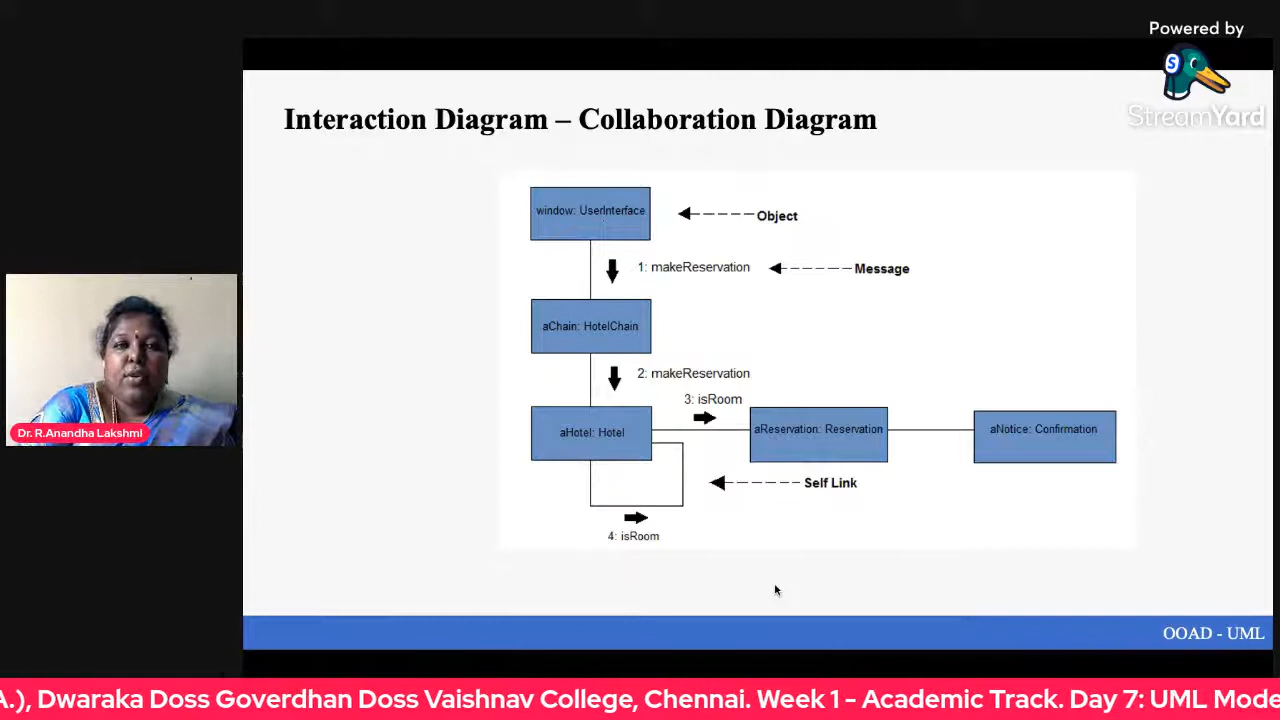 Powered by
StreamYard
Interaction Diagram – Collaboration Diagram
window: UserInterface
Object
1: makeReservation
Message
aChain: HotelChain
2: makeReservation
3: isRoom
aHotel: Hotel
aReservation: Reservation
aNotice: Confirmation
Self Link
4: isRoom
Dr. R.Anandha Lakshmi
OOAD - UML
A.), Dwaraka Doss Goverdhan Doss Vaishnav College, Chennai. Week 1 - Academic Track. Day 7: UML Mode